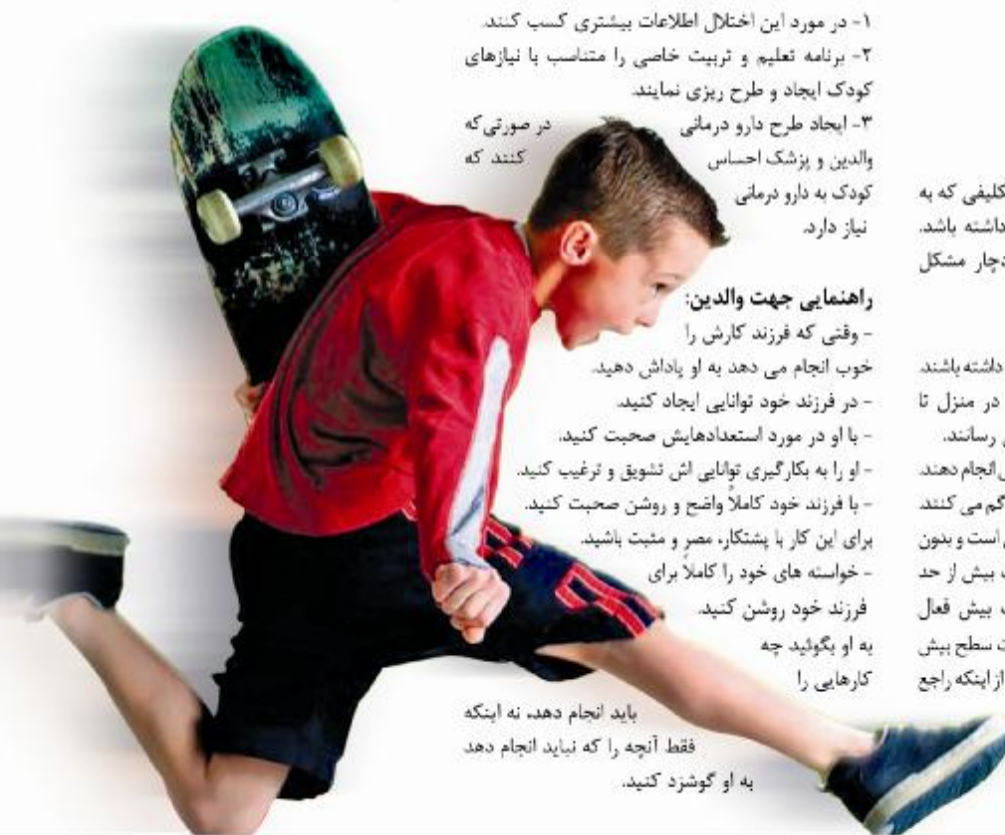 کلیفی که به
داشته باشد.
دچار مشکل
داشته باشند.
در منزل تا
رسانند.
انجام دهند.
کم می کنند.
است و بدون
بیش از حد
بیش فعال
سطح بیش
از اینکه راجع
۱- در مورد این اختلال اطلاعات بیشتری کسب کنند.
۲- برنامه تعلیم و تربیت خاصی را متناسب با نیازهای
کودک ایجاد و طرح ریزی نمایند.
۳- ایجاد طرح دارو درمانی در صورتی که
والدین و پزشک احساس کنند که
کودک به دارو درمانی
نیاز دارد.
راهنمایی جهت والدین:
- وقتی که فرزند کارش را
خوب انجام می دهد به او پاداش دهید.
- در فرزند خود توانایی ایجاد کنید.
- با او در مورد استعدادهایش صحبت کنید.
- او را به بکارگیری توانایی اش تشویق و ترغیب کنید.
- با فرزند خود کاملاً واضح و روشن صحبت کنید.
برای این کار با پشتکار، مصر و مثبت باشید.
- خواسته های خود را کاملاً برای
فرزند خود روشن کنید.
به او بگوئید چه
کارهایی را
باید انجام دهد، نه اینکه
فقط آنچه را که نباید انجام دهد
به او گوشزد کنید.